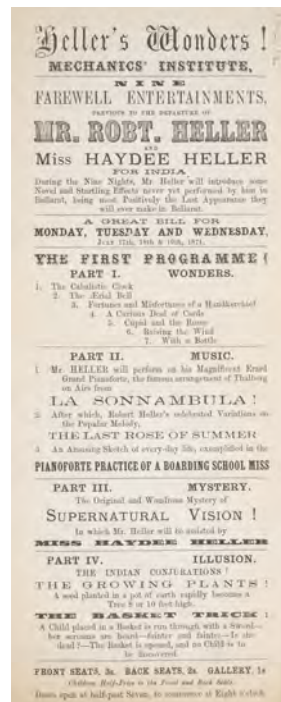 Heller's Wonders!
MECHANICS' INSTITUTE,
NINE
FAREWELL ENTERTAINMENTS,
PREVIOUS TO THE DEPARTURE OF
MR. ROBT. HELLER
AND
Miss HAYDEE HELLER
FOR INDIA
During the Nine Nights, Mr Heller will introduce some
Novel and Startling Effects never yet performed by him in
Ballarat, being most Positively the Last Appearance they
will ever make in Ballarat.
A GREAT BILL FOR
MONDAY, TUESDAY AND WEDNESDAY,
JULY 17th, 18th & 19th, 1871.
THE FIRST PROGRAMME!
PART I. WONDERS.
1. The Cabalistic Clock
2. The Ærial Bell
3. Fortunes and Misfortunes of a Handkerchief
4. A Curious Deal of Cards
5. Cupid and the Roses
6. Raising the Wind
7. With a Bottle
PART II. MUSIC.
1. Mr HELLER will perform on his Magnificent Erard
Grand Pianoforte, the famous arrangement of Thalberg
on Airs from
LA SONNAMBULA!
2. After which, Robert Heller's celebrated Variations on
the Popular Melody,
THE LAST ROSE OF SUMMER
3. An Amusing Sketch of every-day life, exemplified in the
PIANOFORTE PRACTICE OF A BOARDING SCHOOL MISS
PART III. MYSTERY.
The Original and Wondrous Mystery of
SUPERNATURAL VISION!
In which Mr. Heller will be assisted by
MISS HAYDEE HELLER
PART IV. ILLUSION.
THE INDIAN CONJURATIONS!
THE GROWING PLANTS!
A seed planted in a pot of earth rapidly becomes a
Tree 8 or 10 feet high.
THE BASKET TRICK!
A Child placed in a Basket is run through with a Sword—
her screams are heard—fainter and fainter—Is she
dead?—The Basket is opened, and no Child is to
be discovered.
FRONT SEATS, 3s. BACK SEATS, 2s. GALLERY, 1s
Children Half-Price to the Front and Back Seats.
Doors open at half-past Seven, to commence at Eight o'clock